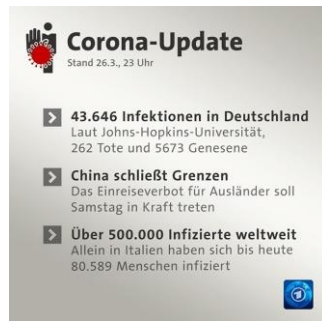 Corona-Update
Stand 26.3., 23 Uhr
43.646 Infektionen in Deutschland
Laut Johns-Hopkins-Universität,
262 Tote und 5673 Genesene
China schließt Grenzen
Das Einreiseverbot für Ausländer soll
Samstag in Kraft treten
Über 500.000 Infizierte weltweit
Allein in Italien haben sich bis heute
80.589 Menschen infiziert
1